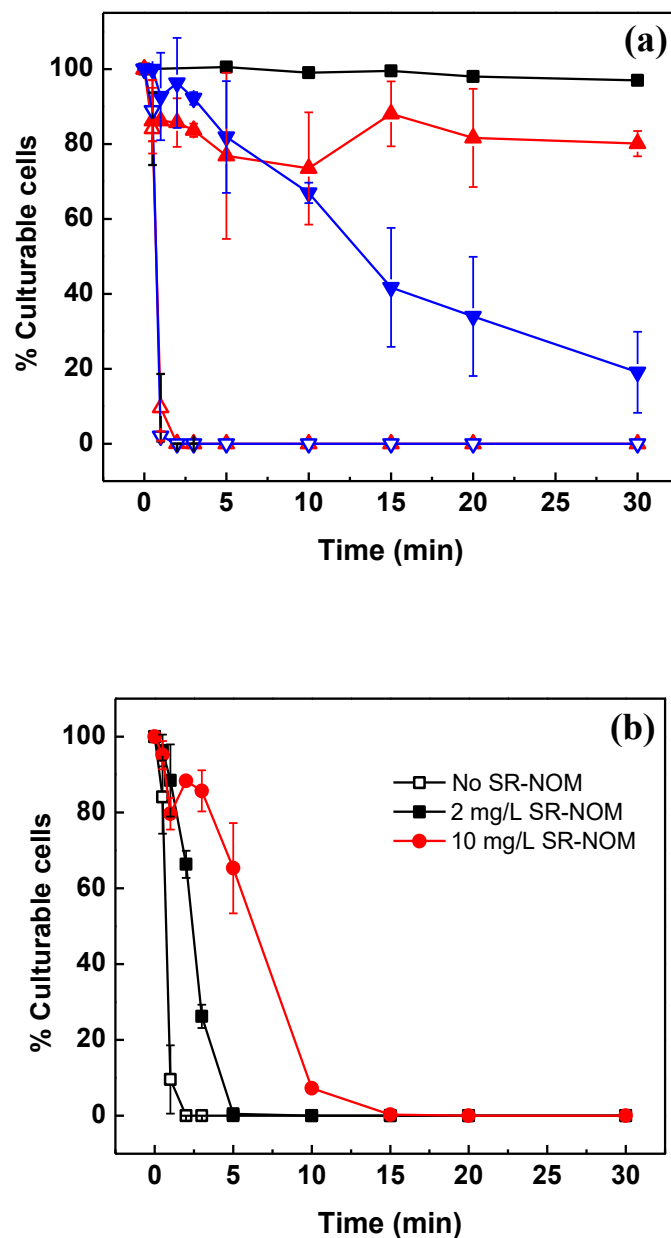 (a)
100
80
60
40
20
0
% Culturable cells
0 5 10 15 20 25 30
Time (min)
(b)
100
80
60
40
20
0
% Culturable cells
No SR-NOM
2 mg/L SR-NOM
10 mg/L SR-NOM
0 5 10 15 20 25 30
Time (min)